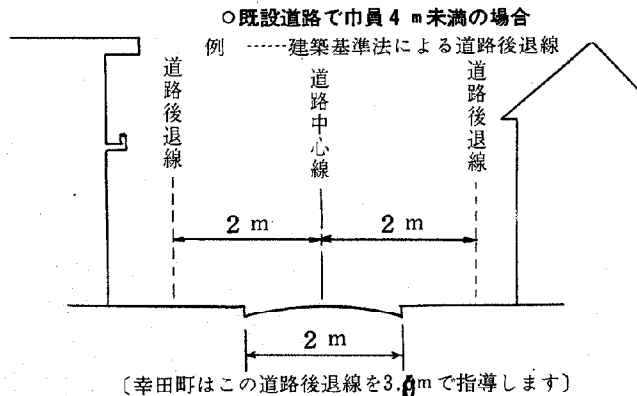 ○既設道路で巾員4m未満の場合
例 ------建築基準法による道路後退線
道路後退線
道路中心線
道路後退線
2 m
2 m
2 m
〔幸田町はこの道路後退線を3.0mで指導します〕